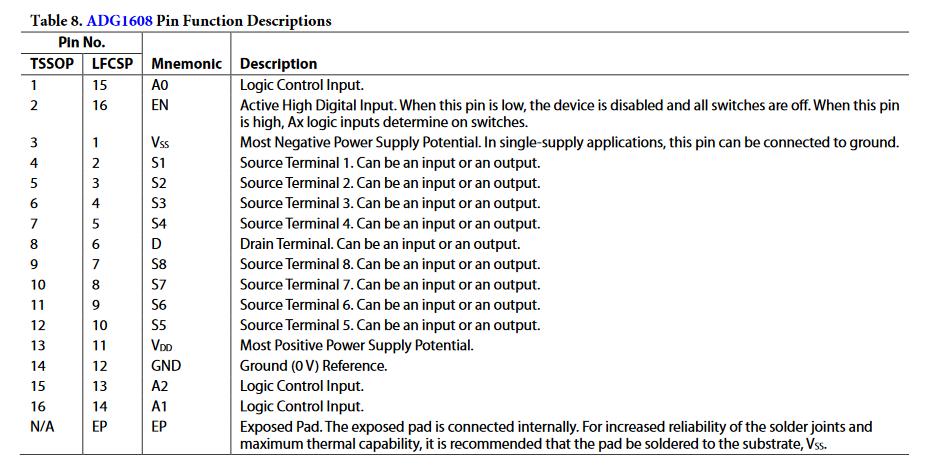 Table 8. ADG1608 Pin Function Descriptions
Pin No.
TSSOP LFCSP Mnemonic Description
1 15 A0 Logic Control Input.
2 16 EN Active High Digital Input. When this pin is low, the device is disabled and all switches are off. When this pin
is high, Ax logic inputs determine on switches.
3 1 VSS Most Negative Power Supply Potential. In single-supply applications, this pin can be connected to ground.
4 2 S1 Source Terminal 1. Can be an input or an output.
5 3 S2 Source Terminal 2. Can be an input or an output.
6 4 S3 Source Terminal 3. Can be an input or an output.
7 5 S4 Source Terminal 4. Can be an input or an output.
8 6 D Drain Terminal. Can be an input or an output.
9 7 S8 Source Terminal 8. Can be an input or an output.
10 8 S7 Source Terminal 7. Can be an input or an output.
11 9 S6 Source Terminal 6. Can be an input or an output.
12 10 S5 Source Terminal 5. Can be an input or an output.
13 11 VDD Most Positive Power Supply Potential.
14 12 GND Ground (0 V) Reference.
15 13 A2 Logic Control Input.
16 14 A1 Logic Control Input.
N/A EP EP Exposed Pad. The exposed pad is connected internally. For increased reliability of the solder joints and
maximum thermal capability, it is recommended that the pad be soldered to the substrate, VSS.